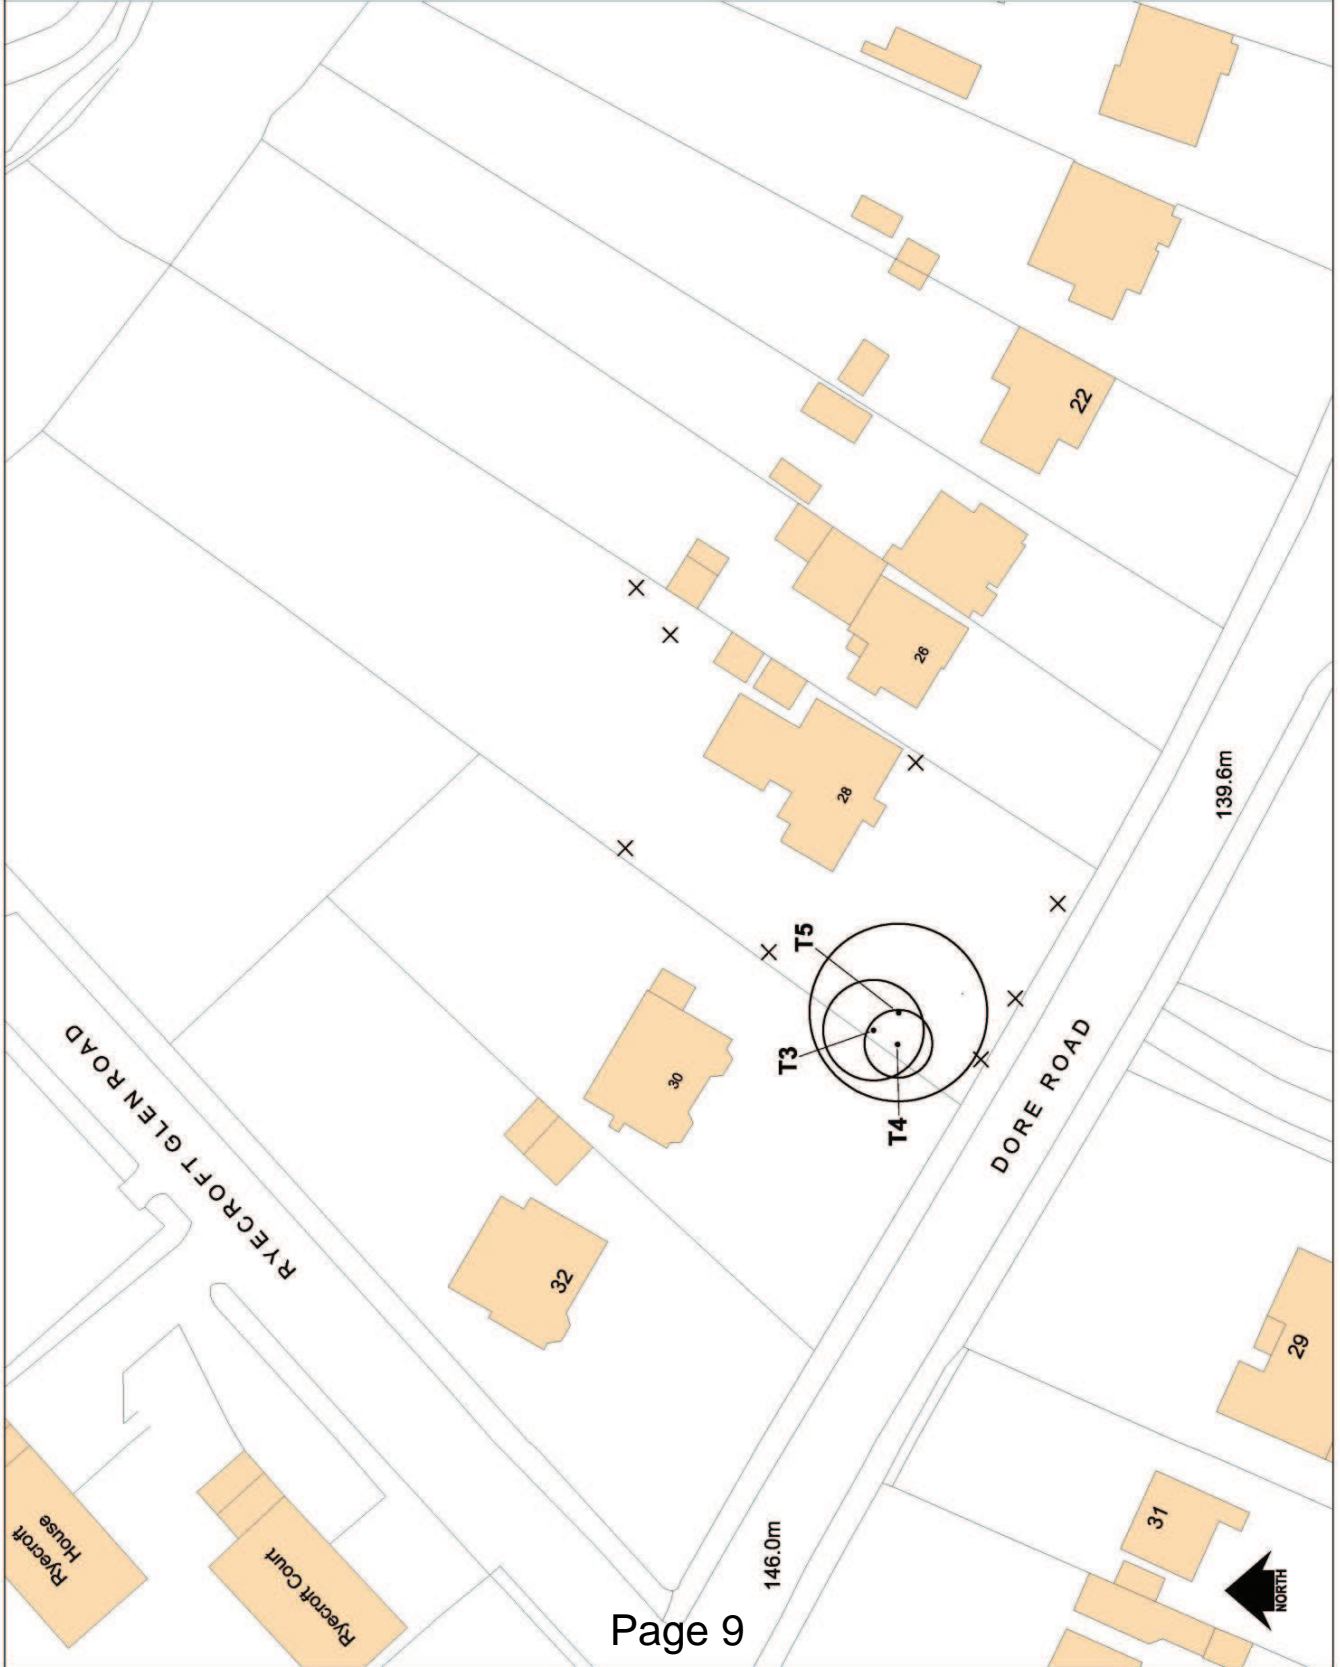 22
26
28
139.6m
T5
T3
T4
30
DORE ROAD
RYECROFT GLEN ROAD
32
29
31
146.0m
Ryecroft
House
Ryecroft Court
NORTH
Page 9